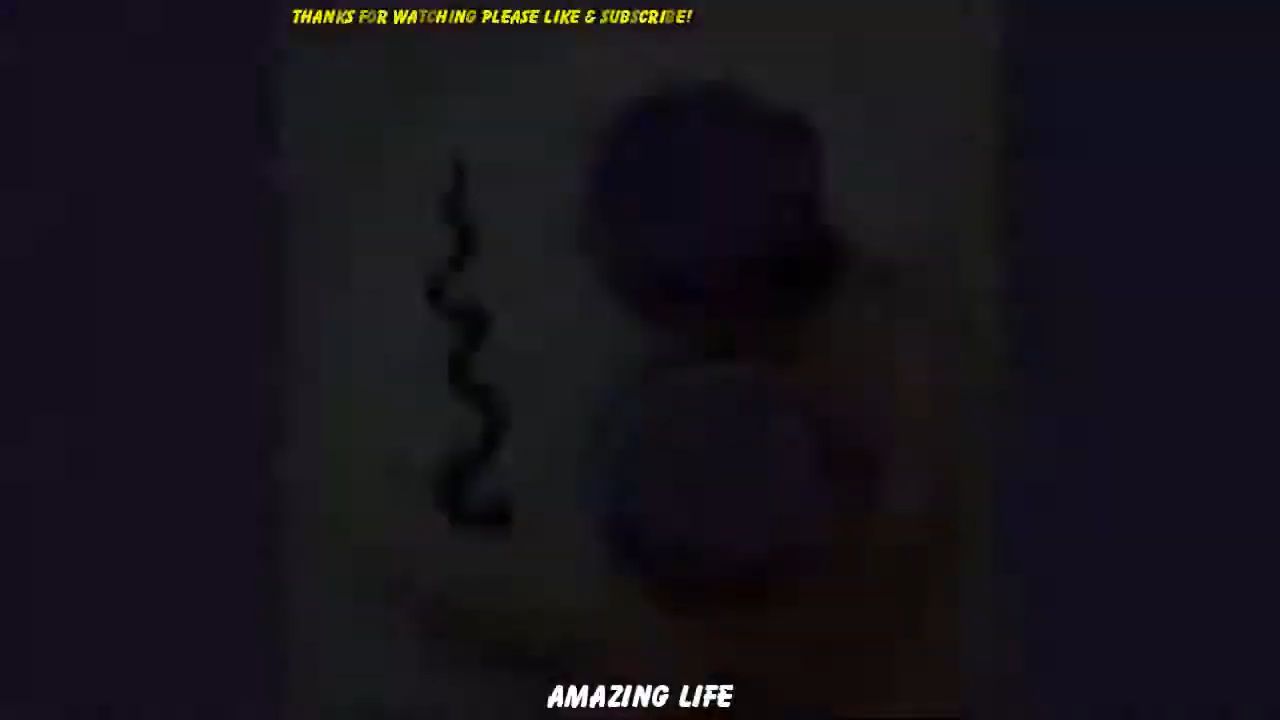 THANKS FOR WATCHING PLEASE LIKE & SUBSCRIBE!
AMAZING LIFE